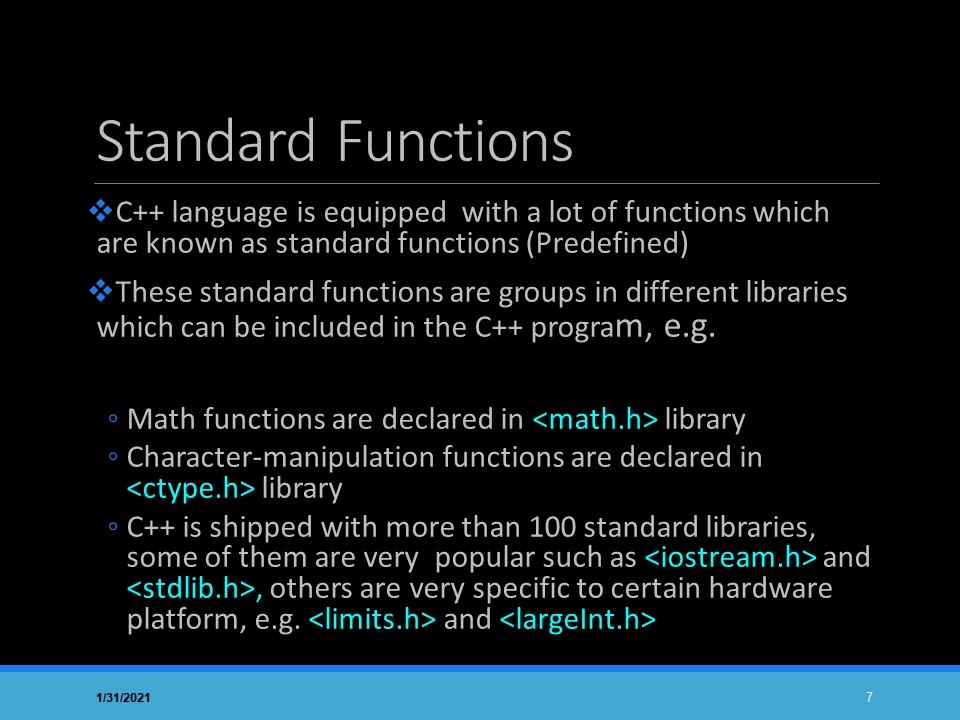 Standard Functions
❖C++ language is equipped  with a lot of functions which
are known as standard functions (Predefined)
❖These standard functions are groups in different libraries
which can be included in the C++ program, e.g.
◦ Math functions are declared in <math.h> library
◦ Character-manipulation functions are declared in
<ctype.h> library
◦ C++ is shipped with more than 100 standard libraries,
some of them are very  popular such as <iostream.h> and
<stdlib.h>, others are very specific to certain hardware
platform, e.g. <limits.h> and <largeInt.h>
1/31/2021
7